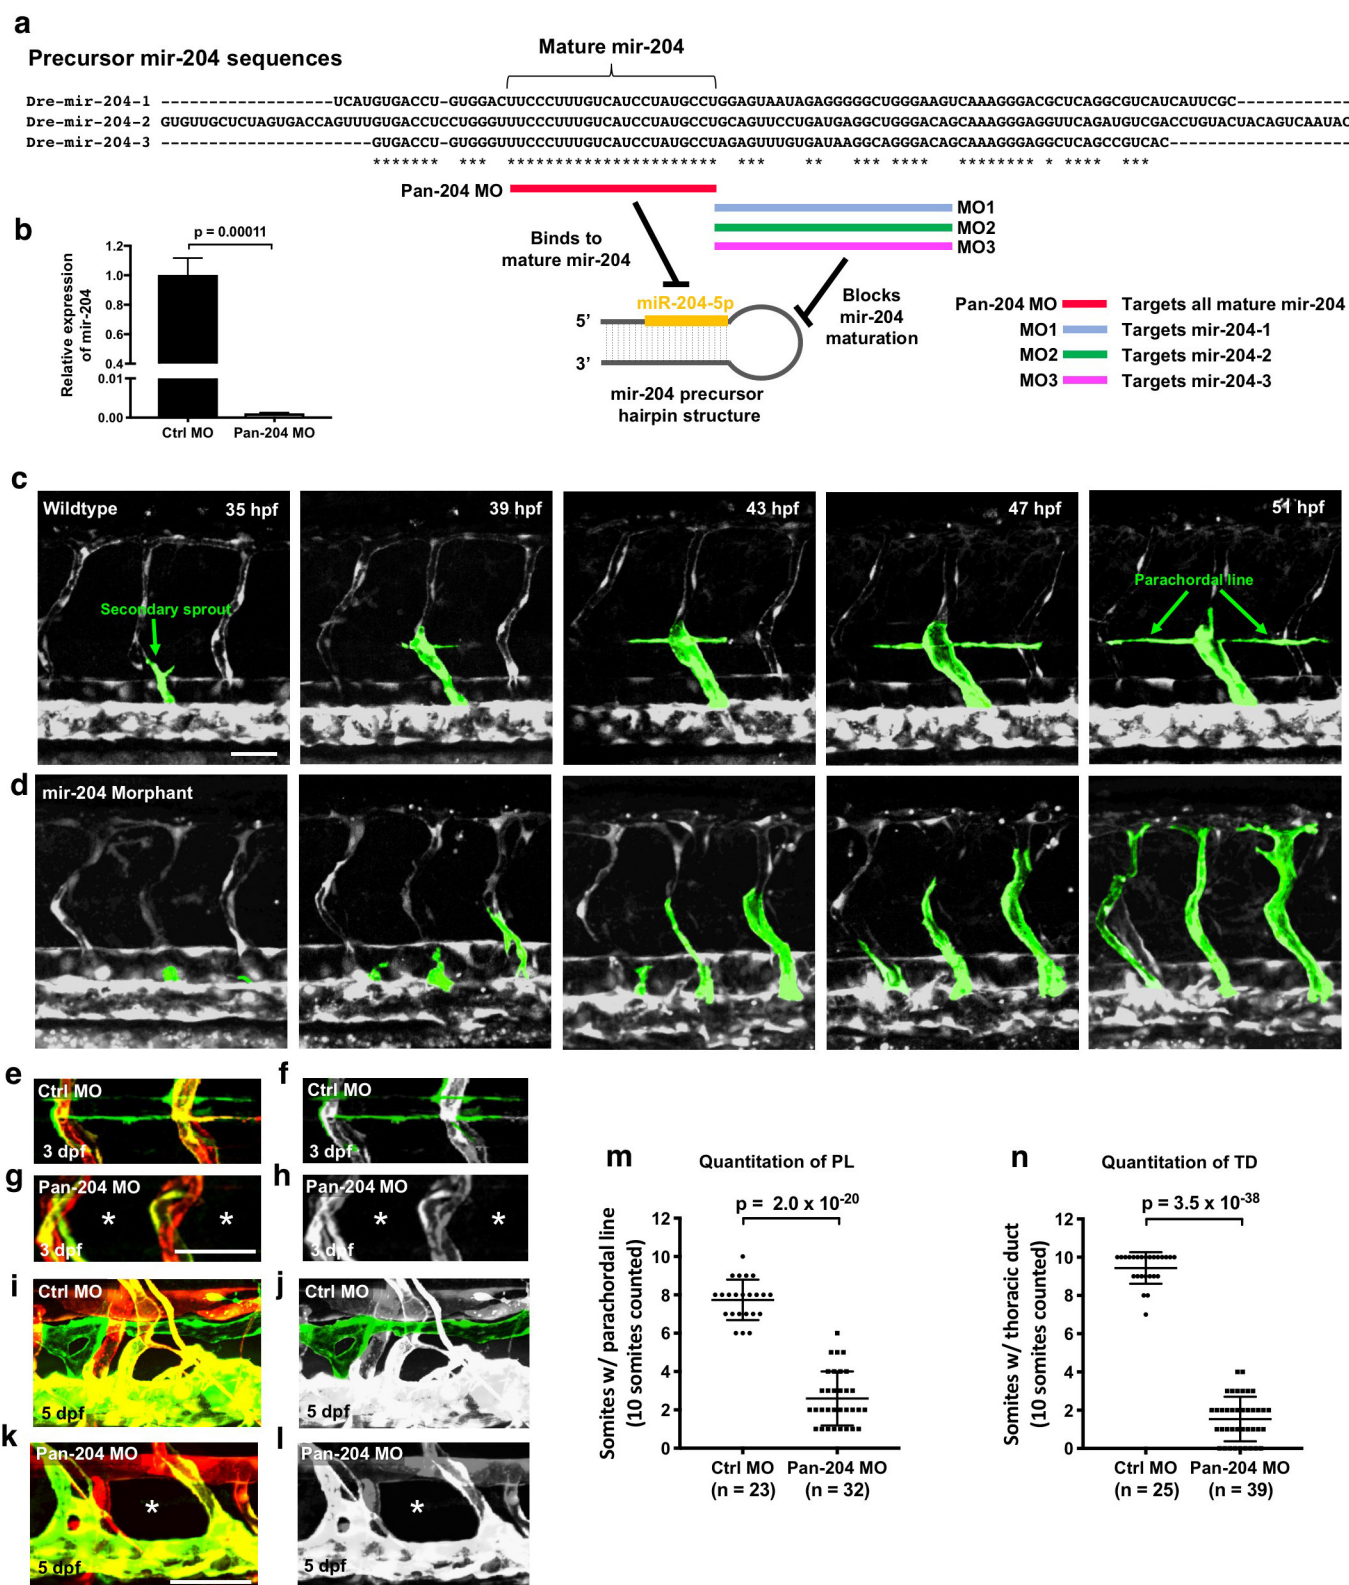 a
Precursor mir-204 sequences
Mature mir-204
Dre-mir-204-1 -----------------UCAUGUGACCU-GUGGACUUCCCUUUGUCAUCCUAUGCCUGGAGUAAUAGAGGGGGCUGGGAAGUCAAAGGGACGCUCAGGCGUCAUCAUUCGC-----------
Dre-mir-204-2 GUGUUGCUCUAGUGACCAGUUUGUGACCUCCUGGGUUUCCCUUUGUCAUCCUAUGCCUGCAGUUCCUGAUGAGGCUGGGACAGCAAAGGGAGGUUCAGAUGUCGACCUGUACUACAGUCAAUAC
Dre-mir-204-3 ---------------------GUGACCU-GUGGGUUUCCCUUUGUCAUCCUAUGCCUAGAGUUUGUGAUAAGGCAGGGACAGCAAAGGGAGGCUCAGCCGUCAC------------------
******* *** ********************* *** ** *** **** ******* * **** ***
Pan-204 MO
MO1
MO2
MO3
Binds to
mature mir-204
miR-204-5p
5’
3’
Blocks
mir-204
maturation
mir-204 precursor
hairpin structure
Pan-204 MO Targets all mature mir-204
MO1 Targets mir-204-1
MO2 Targets mir-204-2
MO3 Targets mir-204-3
b
p = 0.00011
Relative expression
of mir-204
1.2
1.0
0.8
0.6
0.4
0.01
0.00
Ctrl MO Pan-204 MO
c
Wildtype 35 hpf 39 hpf 43 hpf 47 hpf 51 hpf
Secondary sprout
Parachordal line
d
mir-204 Morphant
e
Ctrl MO
3 dpf
f
Ctrl MO
3 dpf
g
Pan-204 MO
* *
3 dpf
h
Pan-204 MO
* *
3 dpf
i
Ctrl MO
5 dpf
j
Ctrl MO
5 dpf
k
Pan-204 MO
*
5 dpf
l
Pan-204 MO
*
5 dpf
m
Quantitation of PL
p = 2.0 x 10-20
Somites w/ parachordal line
(10 somites counted)
12
10
8
6
4
2
0
Ctrl MO Pan-204 MO
(n = 23) (n = 32)
n
Quantitation of TD
p = 3.5 x 10-38
Somites w/ thoracic duct
(10 somites counted)
12
10
8
6
4
2
0
Ctrl MO Pan-204 MO
(n = 25) (n = 39)